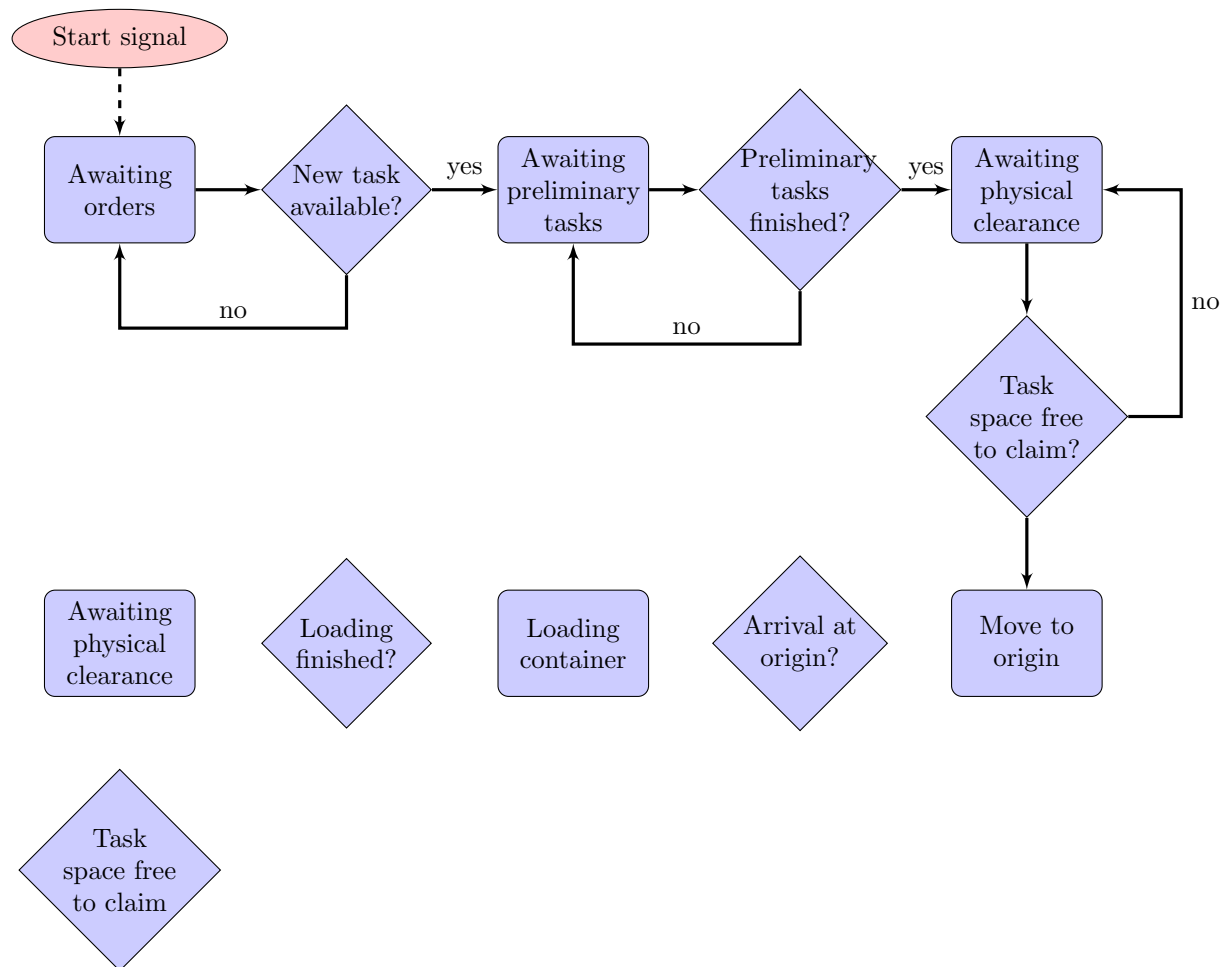 Start signal
Awaiting
orders
New task
available?
yes
Awaiting
preliminary
tasks
Preliminary
tasks
finished?
yes
Awaiting
physical
clearance
no
no
no
Task
space free
to claim?
Awaiting
physical
clearance
Loading
finished?
Loading
container
Arrival at
origin?
Move to
origin
Task
space free
to claim